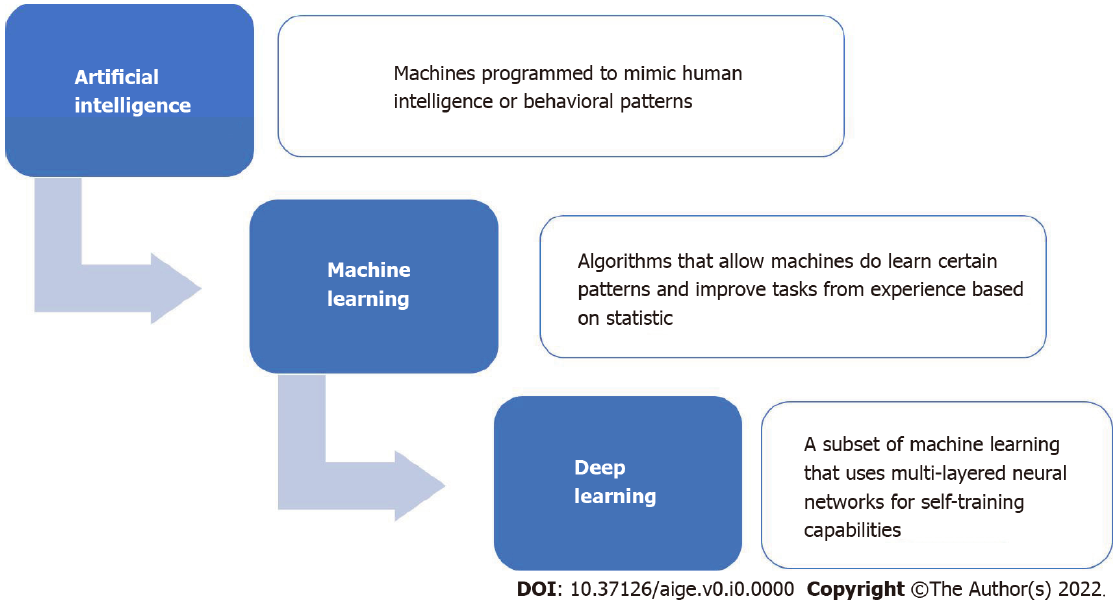 Artificial
intelligence
Machines programmed to mimic human
intelligence or behavioral patterns
Machine
learning
Algorithms that allow machines do learn certain
patterns and improve tasks from experience based
on statistic
Deep
learning
A subset of machine learning
that uses multi-layered neural
networks for self-training
capabilities
DOI: 10.37126/aige.v0.i0.0000 Copyright ©The Author(s) 2022.